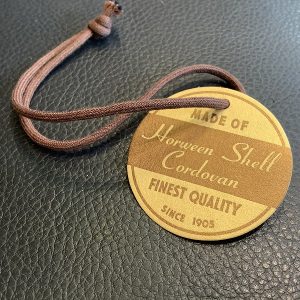 MADE OF
Horween Shell
Cordovan
FINEST QUALITY
SINCE 1905